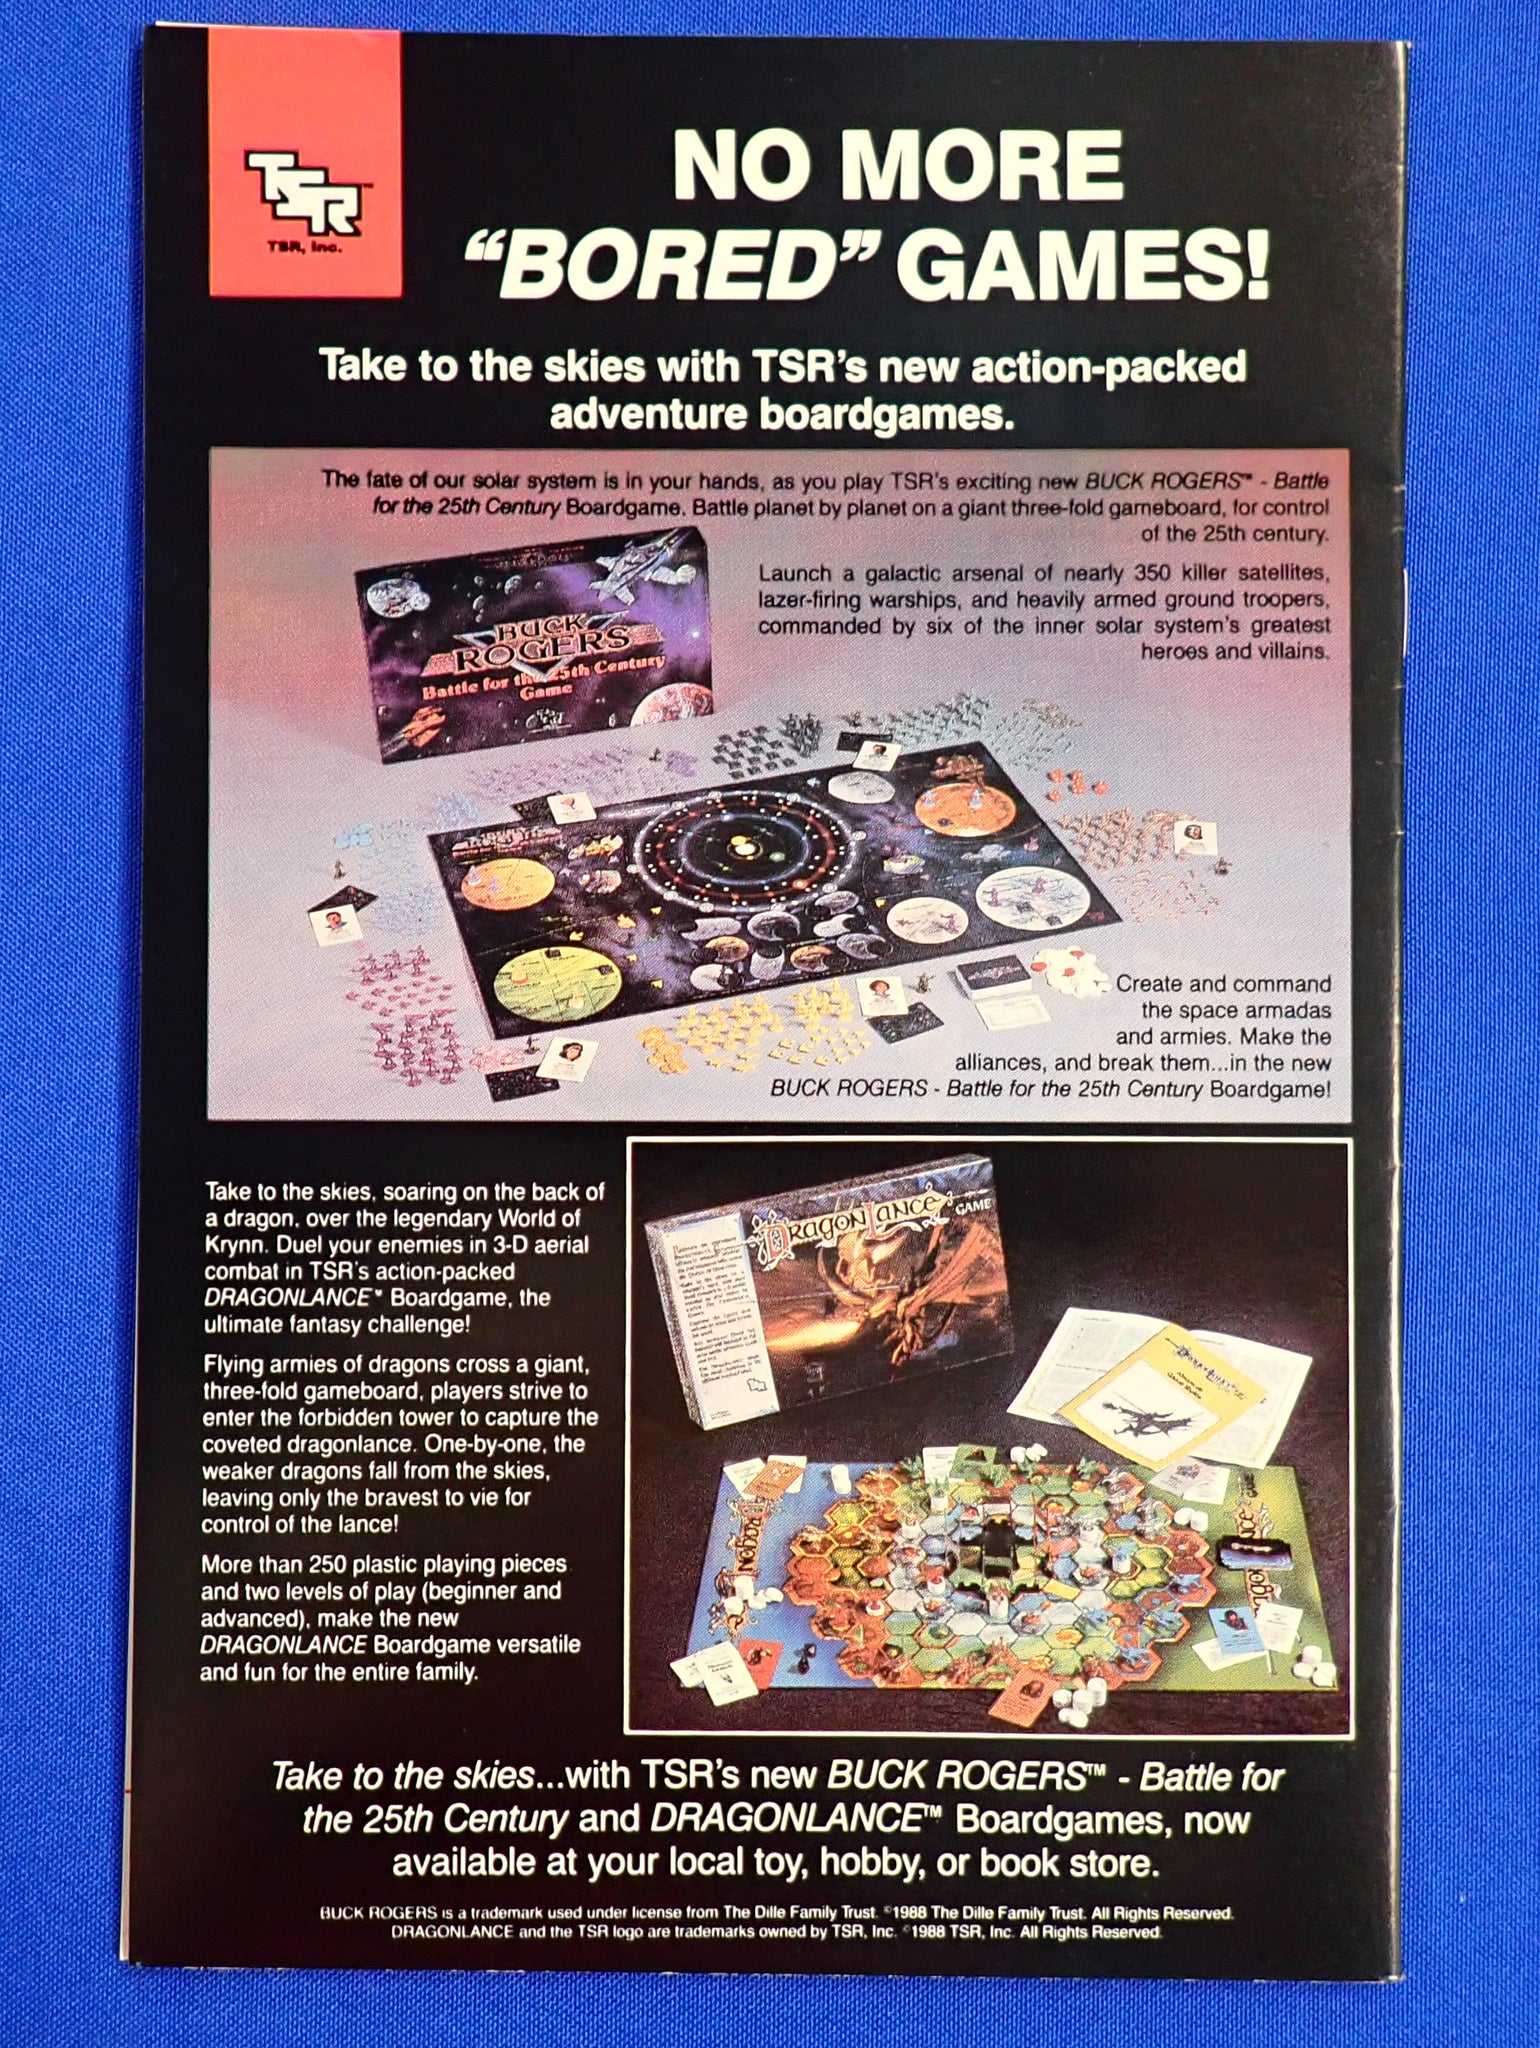 TSR™
TSR, Inc.
NO MORE
“BORED” GAMES!
Take to the skies with TSR’s new action-packed
adventure boardgames.
The fate of our solar system is in your hands, as you play TSR’s exciting new BUCK ROGERS™ - Battle
for the 25th Century Boardgame. Battle planet by planet on a giant three-fold gameboard, for control
of the 25th century.
Launch a galactic arsenal of nearly 350 killer satellites,
lazer-firing warships, and heavily armed ground troopers,
commanded by six of the inner solar system’s greatest
heroes and villains.
BUCK
ROGERS
Battle for the 25th Century
Game
Create and command
the space armadas
and armies. Make the
alliances, and break them...in the new
BUCK ROGERS - Battle for the 25th Century Boardgame!
Take to the skies, soaring on the back of
a dragon, over the legendary World of
Krynn. Duel your enemies in 3-D aerial
combat in TSR’s action-packed
DRAGONLANCE™ Boardgame, the
ultimate fantasy challenge!
Flying armies of dragons cross a giant,
three-fold gameboard, players strive to
enter the forbidden tower to capture the
coveted dragonlance. One-by-one, the
weaker dragons fall from the skies,
leaving only the bravest to vie for
control of the lance!
More than 250 plastic playing pieces
and two levels of play (beginner and
advanced), make the new
DRAGONLANCE Boardgame versatile
and fun for the entire family.
DRAGONLANCE GAME
Take to the skies...with TSR’s new BUCK ROGERS™ - Battle for
the 25th Century and DRAGONLANCE™ Boardgames, now
available at your local toy, hobby, or book store.
BUCK ROGERS is a trademark used under license from The Dille Family Trust. ©1988 The Dille Family Trust. All Rights Reserved.
DRAGONLANCE and the TSR logo are trademarks owned by TSR, Inc. ©1988 TSR, Inc. All Rights Reserved.